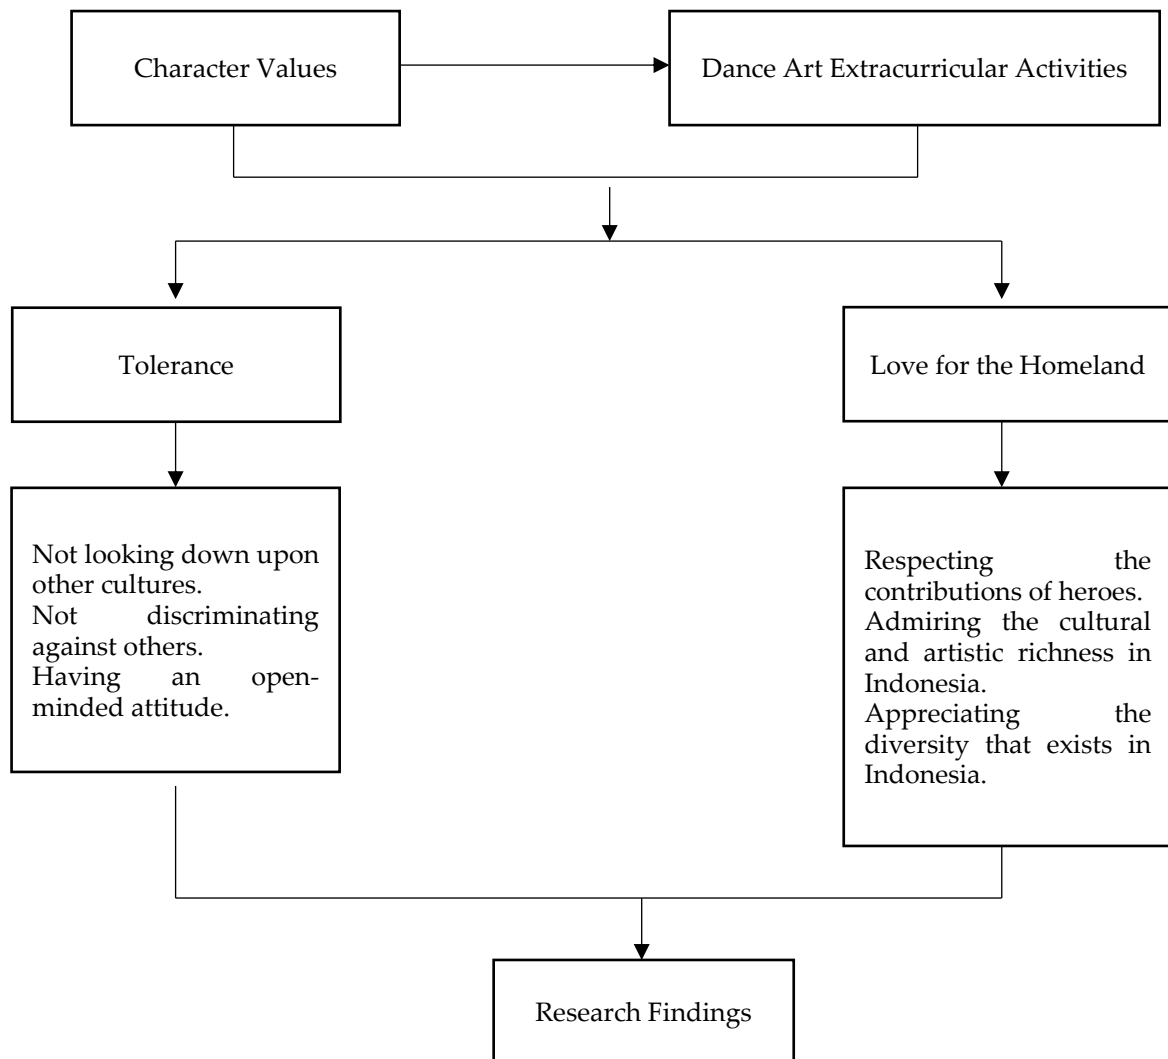 Character Values
Dance Art Extracurricular Activities
Tolerance
Love for the Homeland
Not looking down upon
other cultures.
Not discriminating
against others.
Having an open-
minded attitude.
Respecting the
contributions of heroes.
Admiring the cultural
and artistic richness in
Indonesia.
Appreciating the
diversity that exists in
Indonesia.
Research Findings